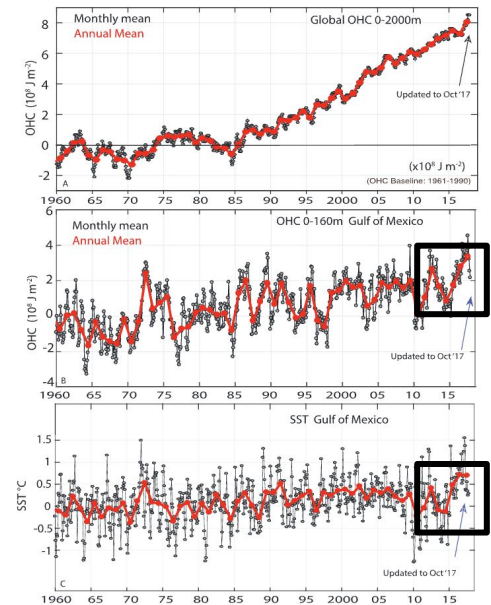 Monthly mean
Annual Mean
Global OHC 0-2000m
8
6
4
2
0
-2
OHC (10⁸ J m⁻²)
Updated to Oct'17
(x10⁸ J m⁻²)
(OHC Baseline: 1961-1990)
A
1960 65 70 75 80 85 90 95 2000 05 10 15
Monthly mean
Annual Mean
OHC 0-160m Gulf of Mexico
6
4
2
0
-2
-4
OHC (10⁸ J m⁻²)
Updated to Oct'17
B
1960 65 70 75 80 85 90 95 2000 05 10 15
SST Gulf of Mexico
1.5
1
0.5
0
-0.5
-1
SST °C
Updated to Oct'17
C
1960 65 70 75 80 85 90 95 2000 05 10 15